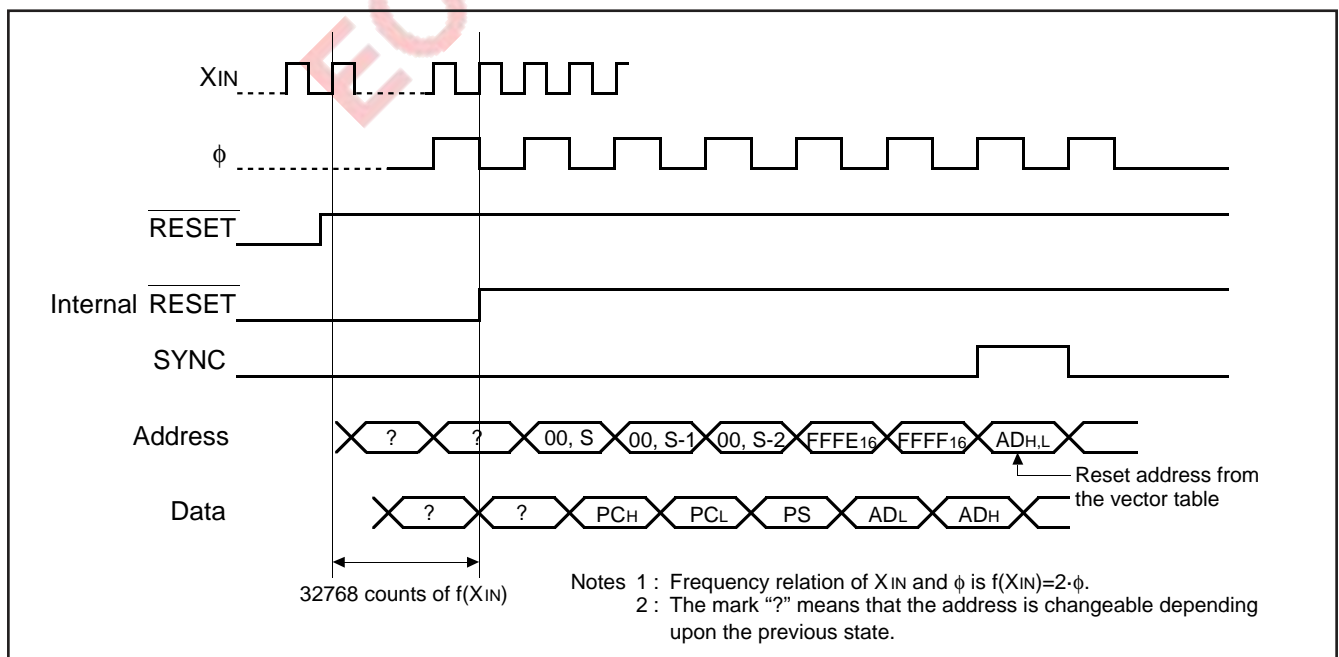 XIN
ϕ
RESET
Internal RESET
SYNC
Address ? ? 00, S 00, S-1 00, S-2 FFFE16 FFFF16 ADH,L
Reset address from
the vector table
Data ? ? PCH PCL PS ADL ADH
32768 counts of f(XIN)
Notes 1 : Frequency relation of XIN and ϕ is f(XIN)=2·ϕ.
2 : The mark “?” means that the address is changeable depending
upon the previous state.